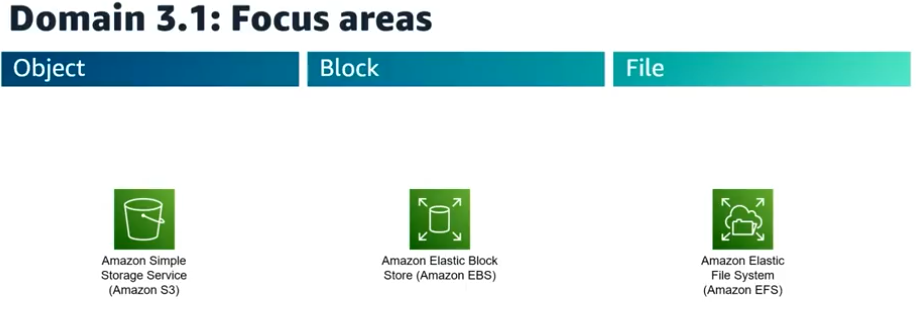 Domain 3.1: Focus areas
Object
Block
File
Amazon Simple
Storage Service
(Amazon S3)
Amazon Elastic Block
Store (Amazon EBS)
Amazon Elastic
File System
(Amazon EFS)